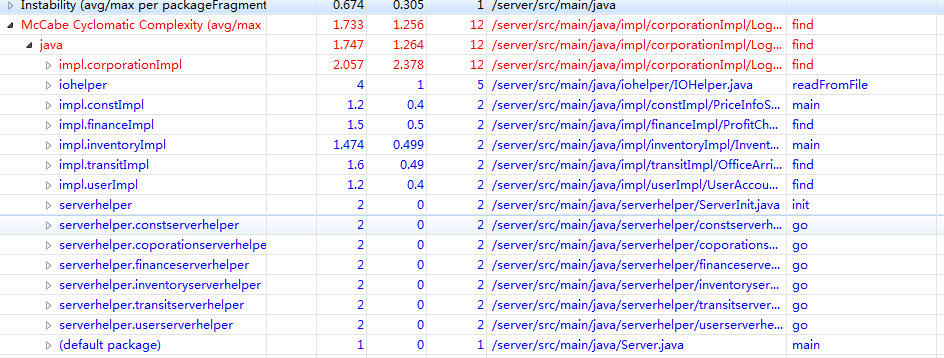 Instability (avg/max per packageFragment 0.674 0.305 1 /server/src/main/java
McCabe Cyclomatic Complexity (avg/max 1.733 1.256 12 /server/src/main/java/impl/corporationImpl/Log... find
java 1.747 1.264 12 /server/src/main/java/impl/corporationImpl/Log... find
impl.corporationImpl 2.057 2.378 12 /server/src/main/java/impl/corporationImpl/Log... find
iohelper 4 1 5 /server/src/main/java/iohelper/IOHelper.java readFromFile
impl.constImpl 1.2 0.4 2 /server/src/main/java/impl/constImpl/PriceInfoS... main
impl.financeImpl 1.5 0.5 2 /server/src/main/java/impl/financeImpl/ProfitCh... find
impl.inventoryImpl 1.474 0.499 2 /server/src/main/java/impl/inventoryImpl/Invent... main
impl.transitImpl 1.6 0.49 2 /server/src/main/java/impl/transitImpl/OfficeArri... find
impl.userImpl 1.2 0.4 2 /server/src/main/java/impl/userImpl/UserAccou... find
serverhelper 2 0 2 /server/src/main/java/serverhelper/ServerInit.java init
serverhelper.constserverhelper 2 0 2 /server/src/main/java/serverhelper/constserverh... go
serverhelper.coporationserverhelpe 2 0 2 /server/src/main/java/serverhelper/coporations... go
serverhelper.financeserverhelper 2 0 2 /server/src/main/java/serverhelper/financeserve... go
serverhelper.inventoryserverhelper 2 0 2 /server/src/main/java/serverhelper/inventoryser... go
serverhelper.transitserverhelper 2 0 2 /server/src/main/java/serverhelper/transitserver... go
serverhelper.userserverhelper 2 0 2 /server/src/main/java/serverhelper/userserverhe... go
(default package) 1 0 1 /server/src/main/java/Server.java main